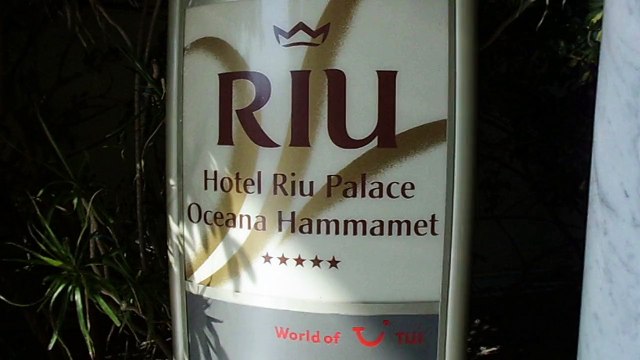 RIU
Hotel Riu Palace
Oceana Hammamet
World of TUI